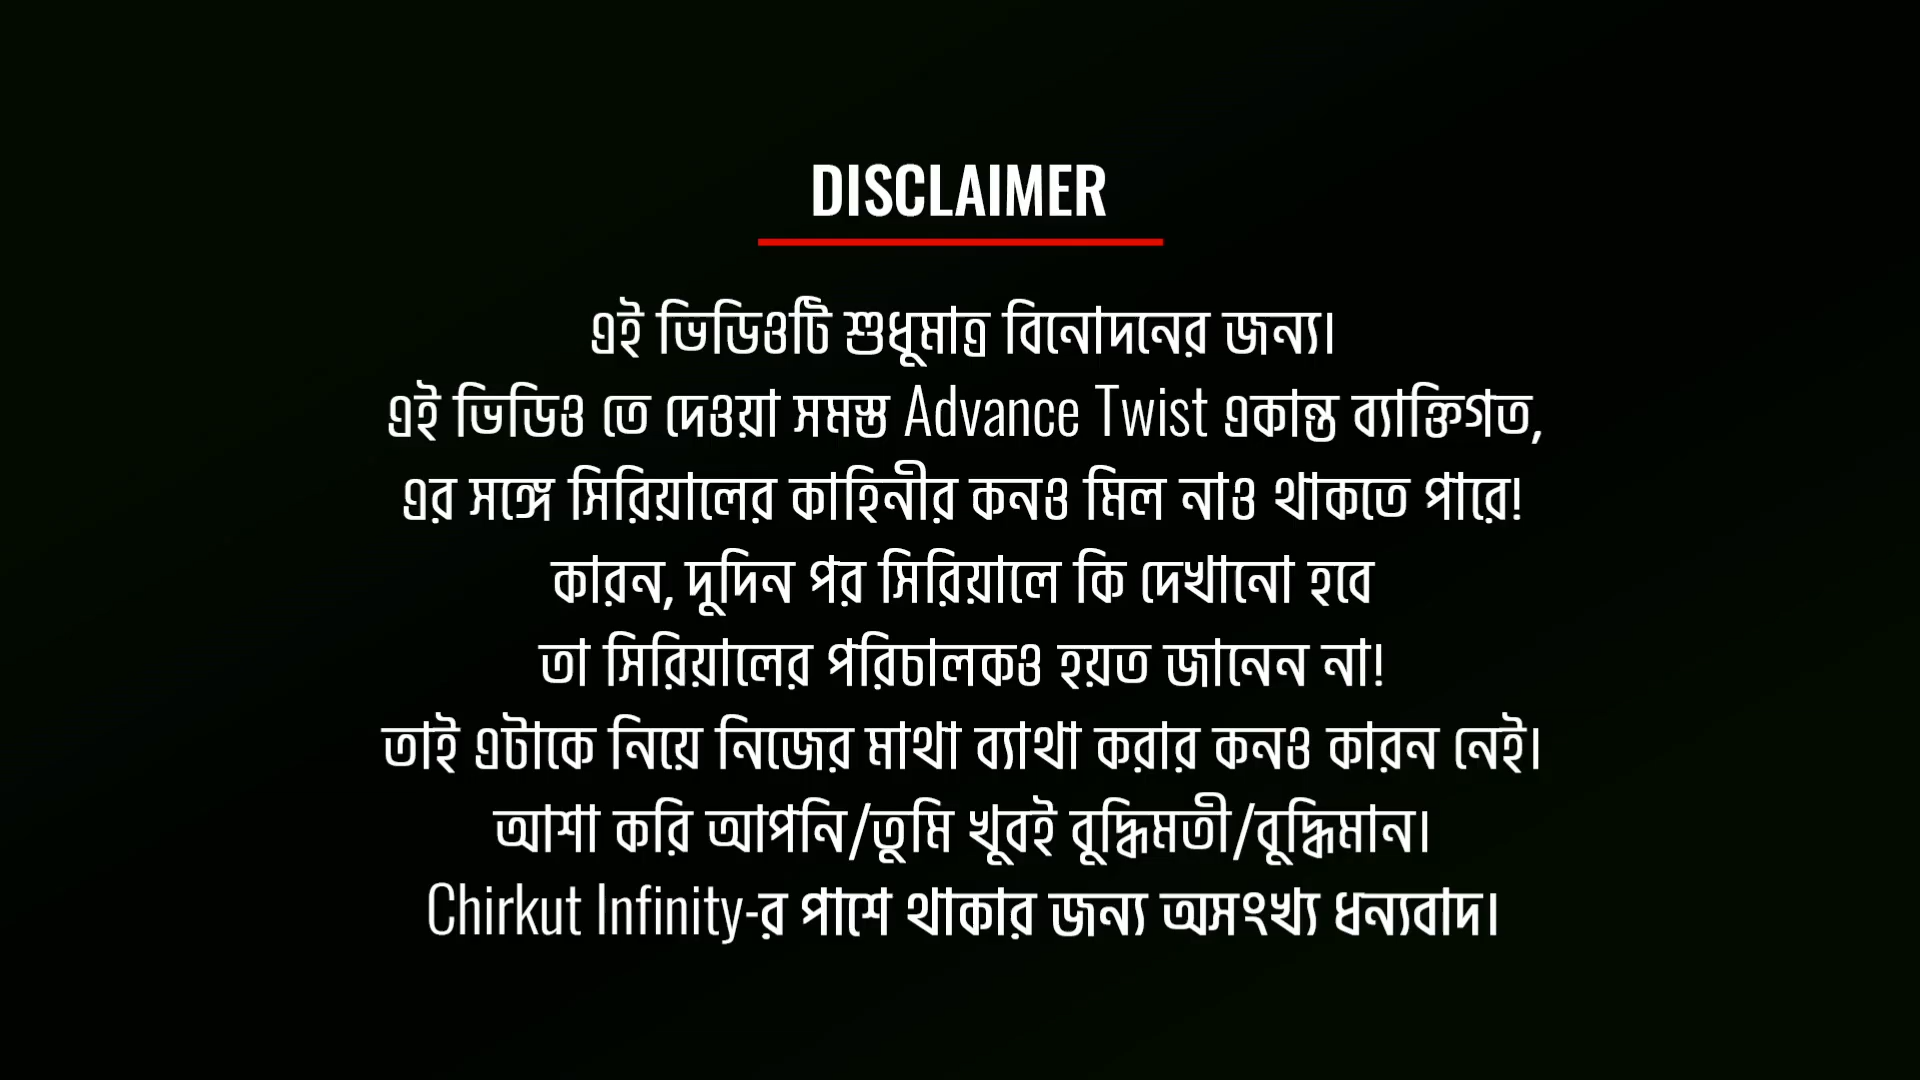 DISCLAIMER
এই ভিডিওটি শুধুমাত্র বিনোদনের জন্য।
এই ভিডিও তে দেওয়া সমস্ত Advance Twist একান্ত ব্যাক্তিগত,
এর সঙ্গে সিরিয়ালের কাহিনীর কনও মিল নাও থাকতে পারে!
কারন, দুদিন পর সিরিয়ালে কি দেখানো হবে
তা সিরিয়ালের পরিচালকও হয়ত জানেন না!
তাই এটাকে নিয়ে নিজের মাথা ব্যাথা করার কনও কারন নেই।
আশা করি আপনি/তুমি খুবই বুদ্ধিমতী/বুদ্ধিমান।
Chirkut Infinity-র পাশে থাকার জন্য অসংখ্য ধন্যবাদ।